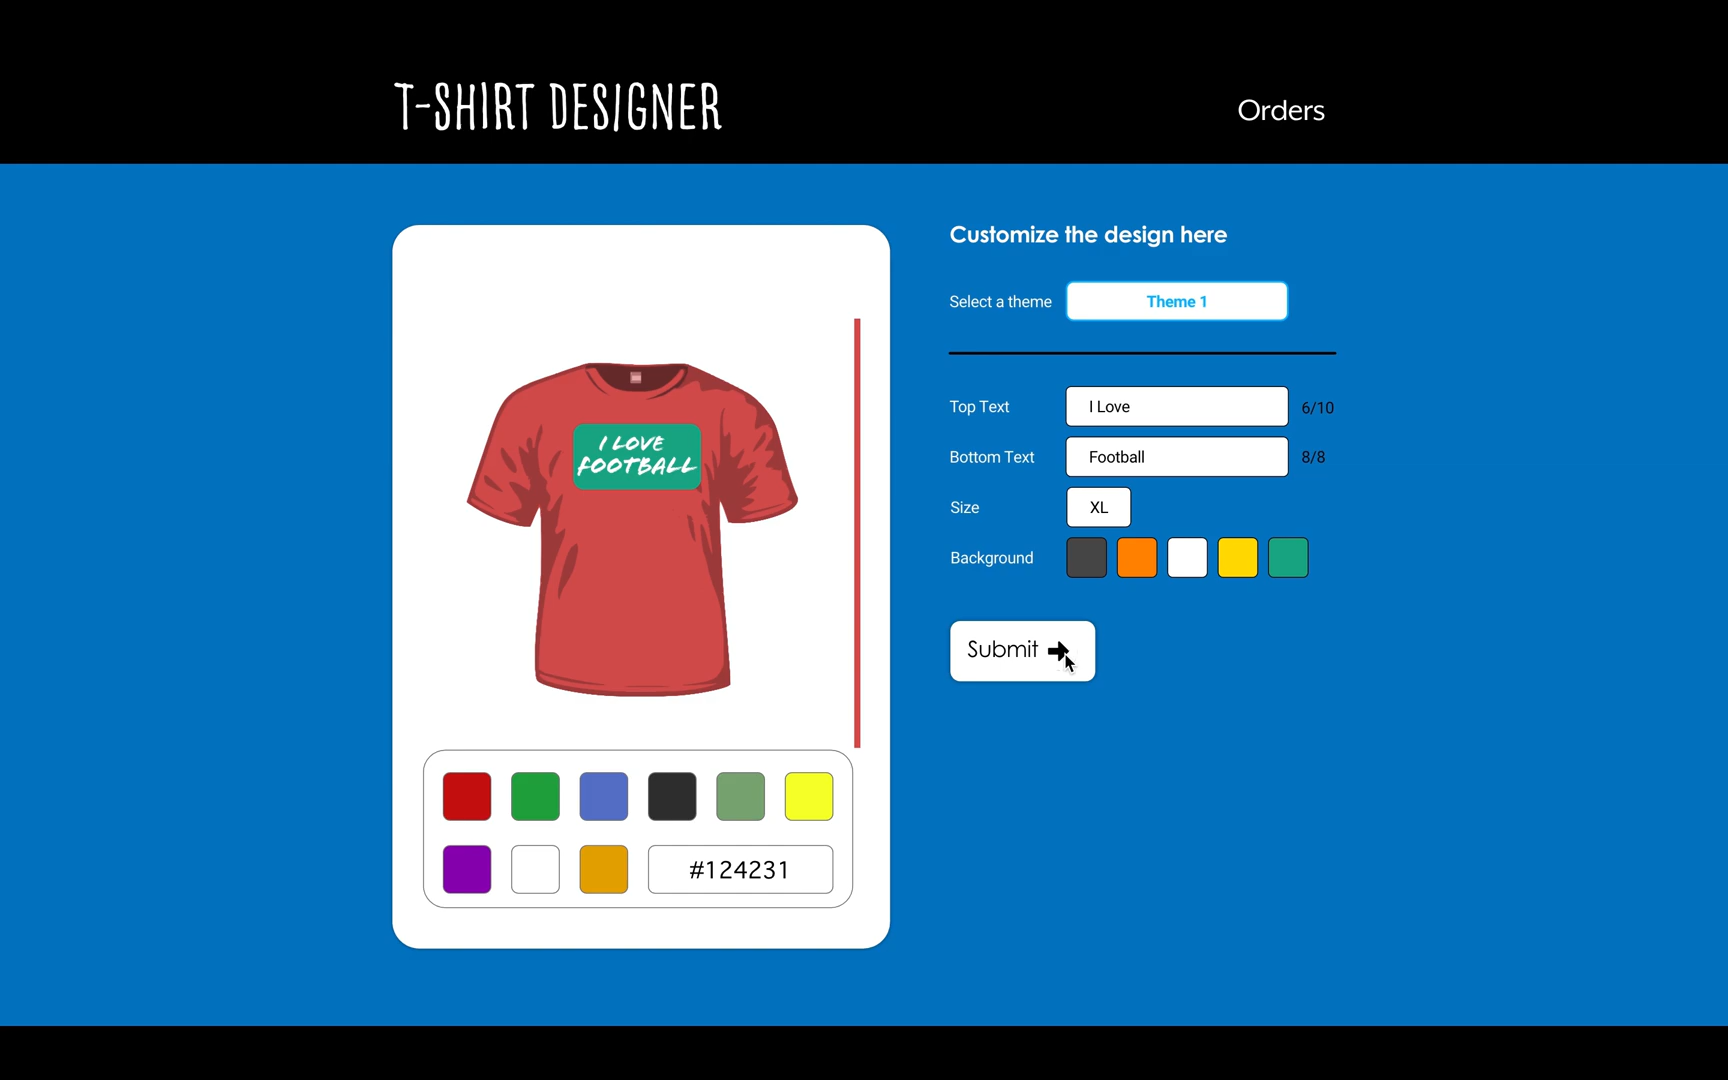 T-SHIRT DESIGNER
Orders
Customize the design here
Select a theme
Theme 1
Top Text
I Love
6/10
Bottom Text
Football
8/8
Size
XL
Background
Submit
I LOVE
FOOTBALL
#124231